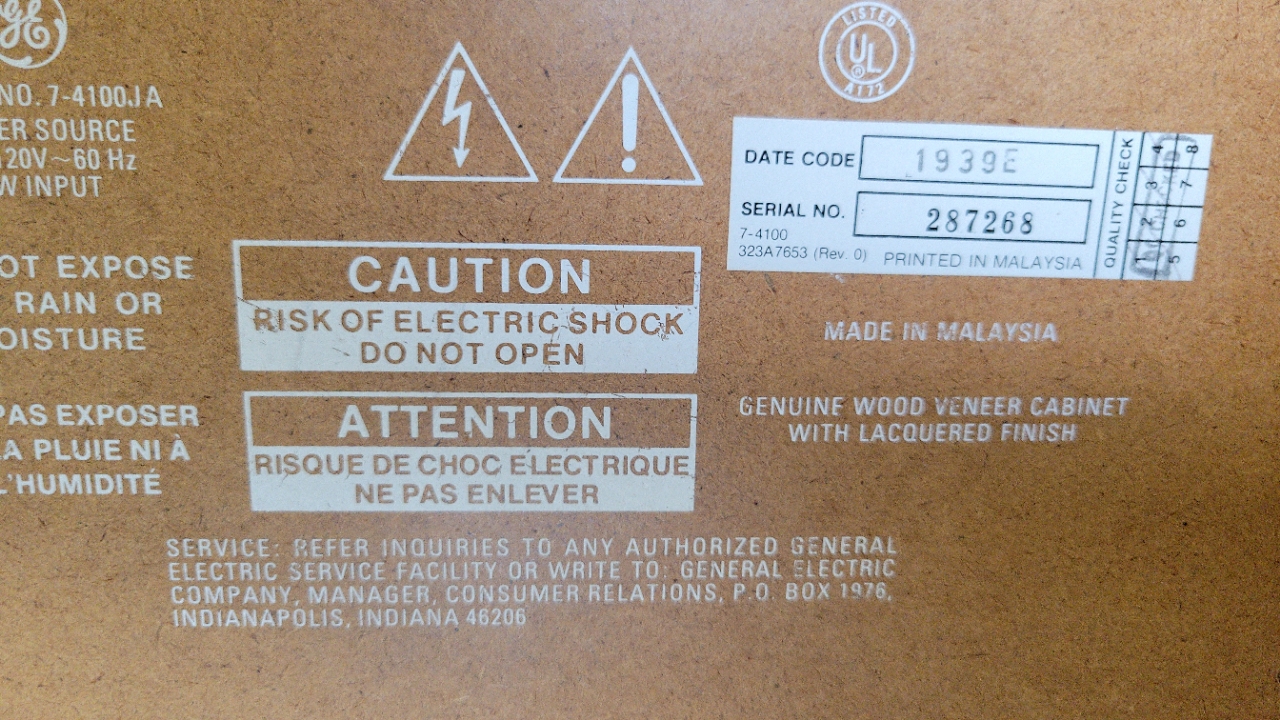 GE
NO. 7-4100JA
ER SOURCE
120V~60 Hz
W INPUT
OT EXPOSE
RAIN OR
OISTURE
PAS EXPOSER
LA PLUIE NI À
L'HUMIDITÉ
CAUTION
RISK OF ELECTRIC SHOCK
DO NOT OPEN
ATTENTION
RISQUE DE CHOC ELECTRIQUE
NE PAS ENLEVER
LISTED
UL
®
A172
DATE CODE 1939E
SERIAL NO. 287268
7-4100
323A7653 (Rev. 0) PRINTED IN MALAYSIA
QUALITY CHECK
1 2 3 4
5 6 7 8
MADE IN MALAYSIA
GENUINE WOOD VENEER CABINET
WITH LACQUERED FINISH
SERVICE: REFER INQUIRIES TO ANY AUTHORIZED GENERAL
ELECTRIC SERVICE FACILITY OR WRITE TO: GENERAL ELECTRIC
COMPANY, MANAGER, CONSUMER RELATIONS, P.O. BOX 1976,
INDIANAPOLIS, INDIANA 46206